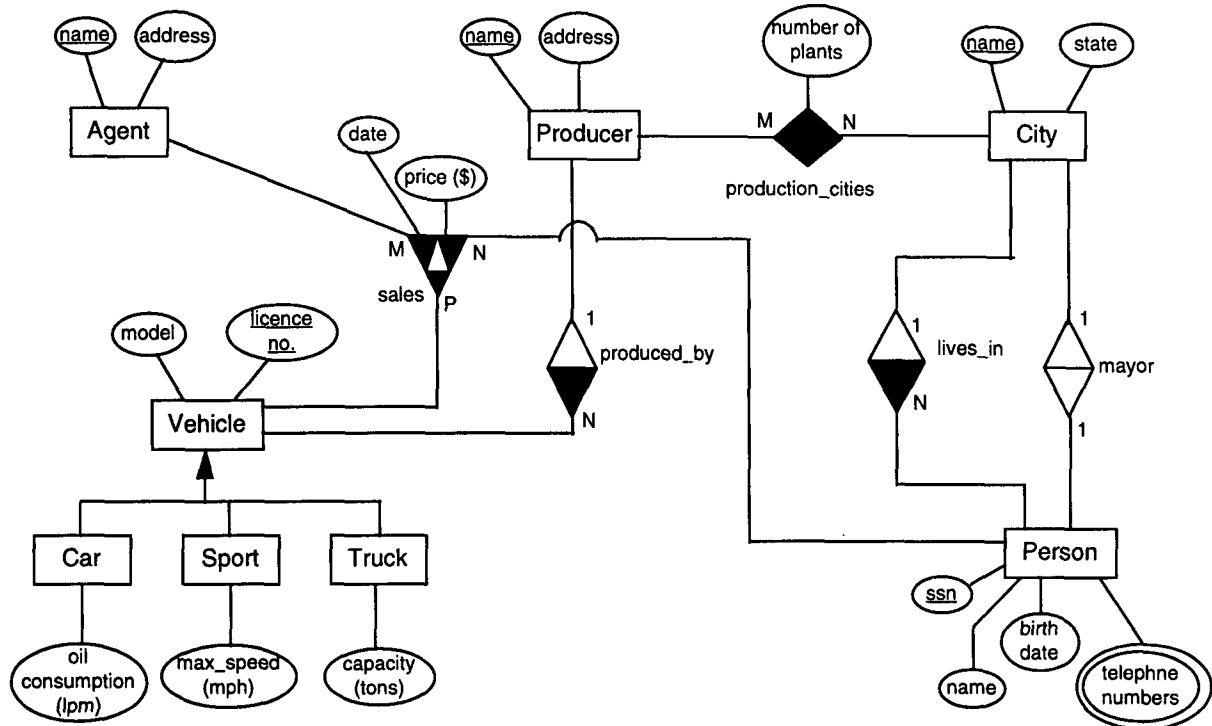 name
address
name
address
number of
plants
name
state
Agent
Producer
M
N
City
date
price ($)
production_cities
M
N
sales
P
model
licence
no.
1
produced_by
N
1
lives_in
N
1
mayor
1
Vehicle
Car
Sport
Truck
Person
ssn
birth
date
name
telephne
numbers
oil
consumption
(lpm)
max_speed
(mph)
capacity
(tons)